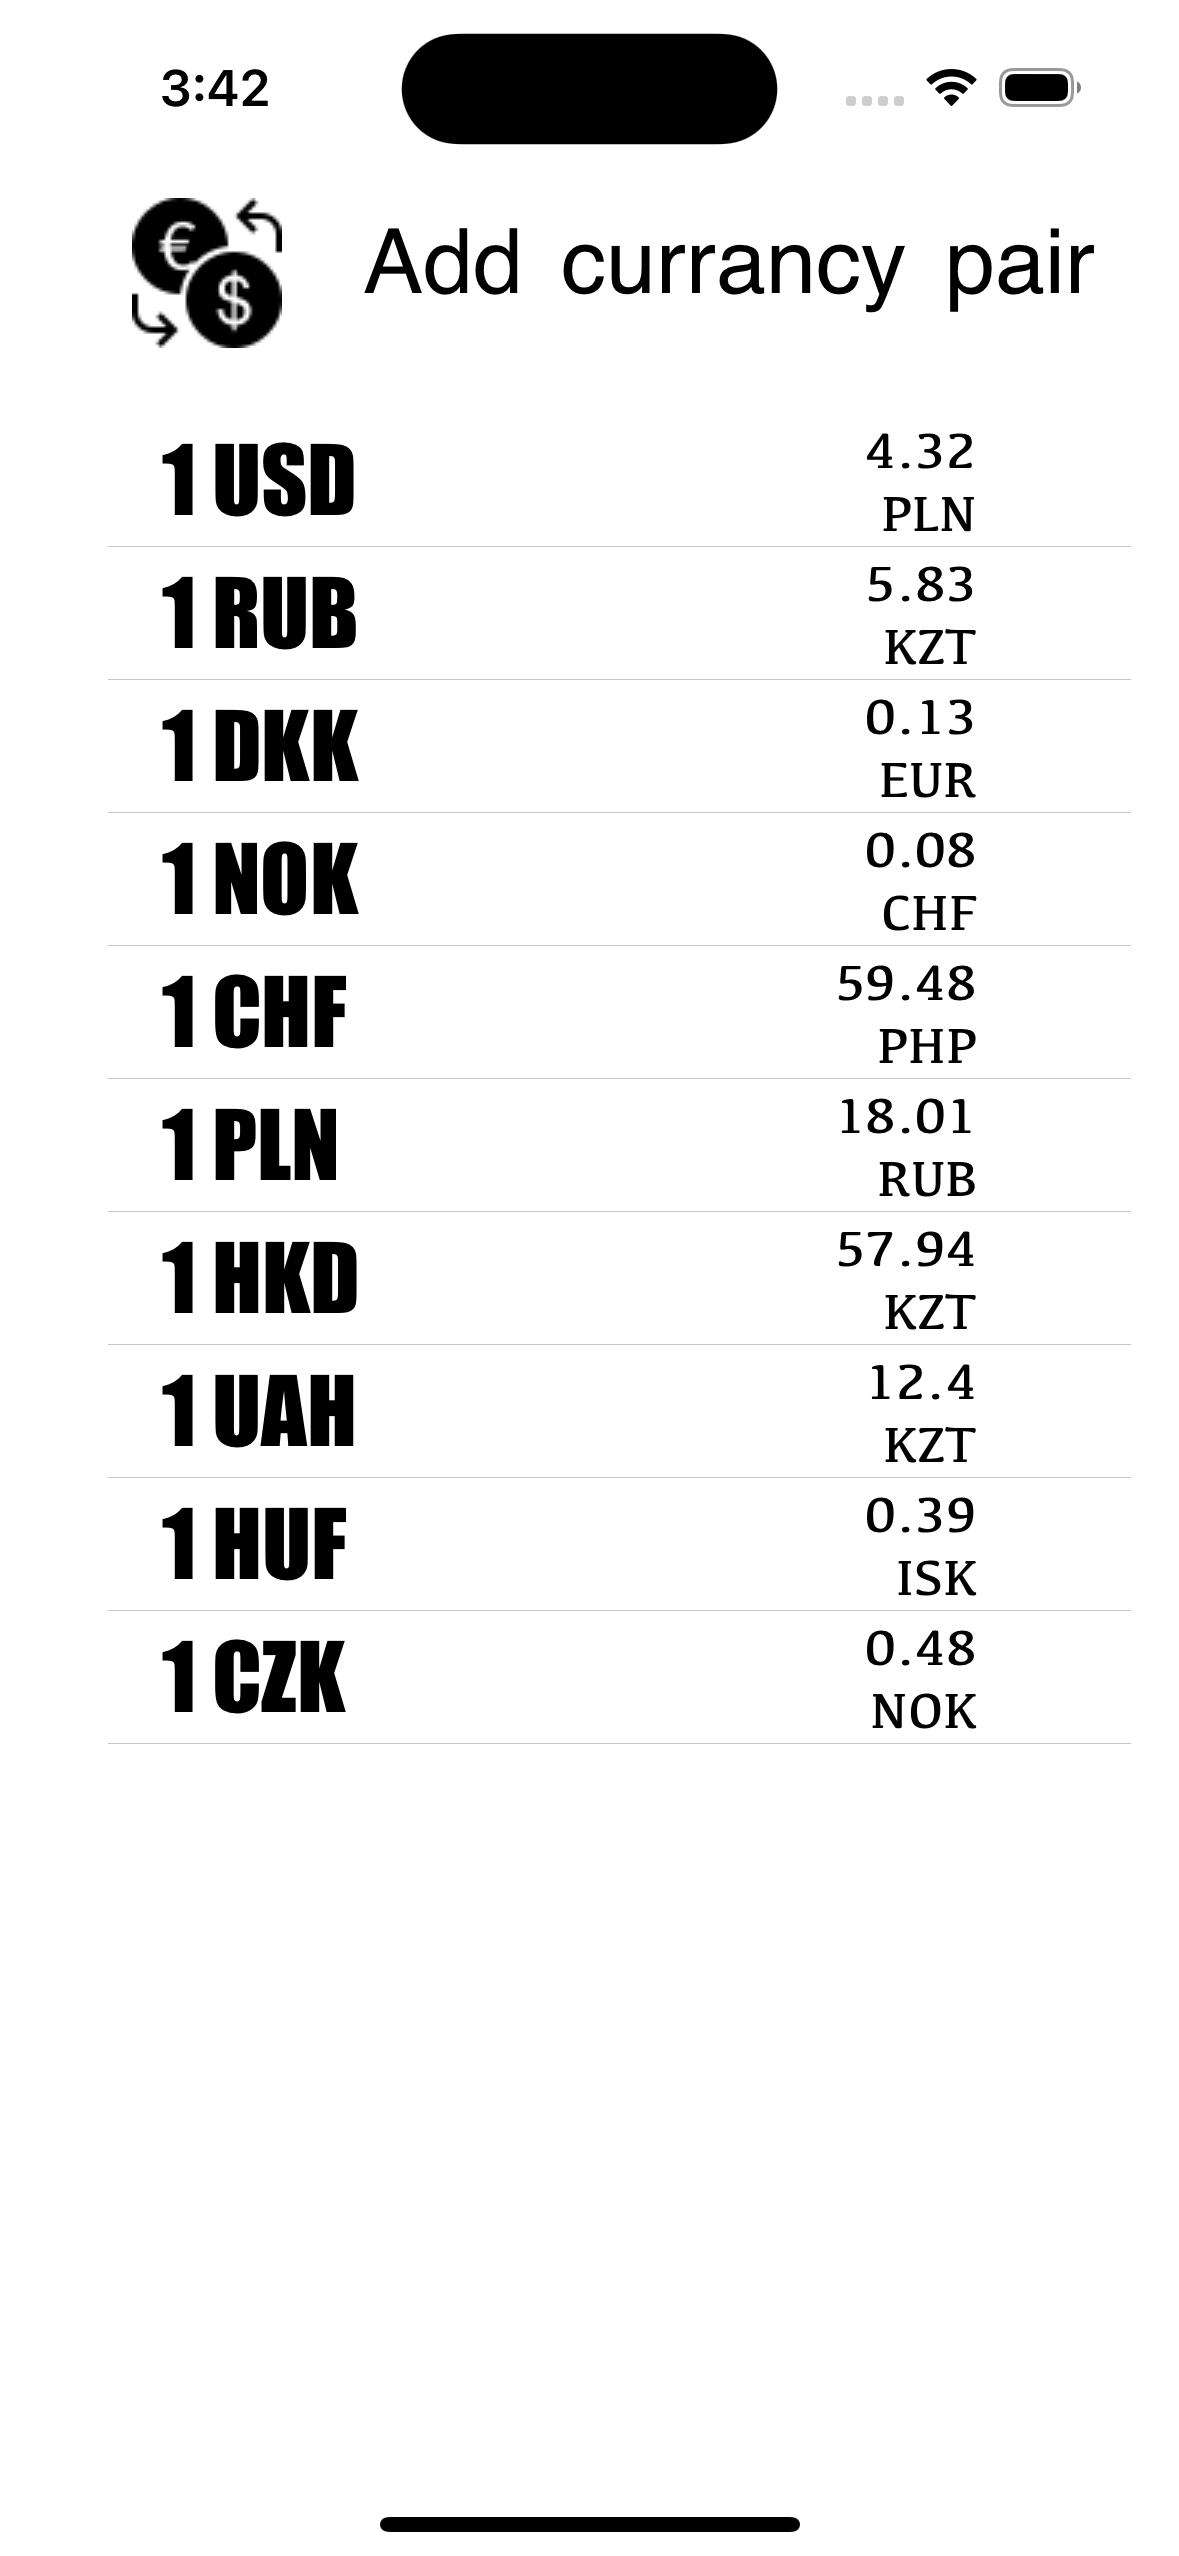 3:42
€
$
Add currancy pair
1 USD
4.32
PLN
1 RUB
5.83
KZT
1 DKK
0.13
EUR
1 NOK
0.08
CHF
1 CHF
59.48
PHP
1 PLN
18.01
RUB
1 HKD
57.94
KZT
1 UAH
12.4
KZT
1 HUF
0.39
ISK
1 CZK
0.48
NOK